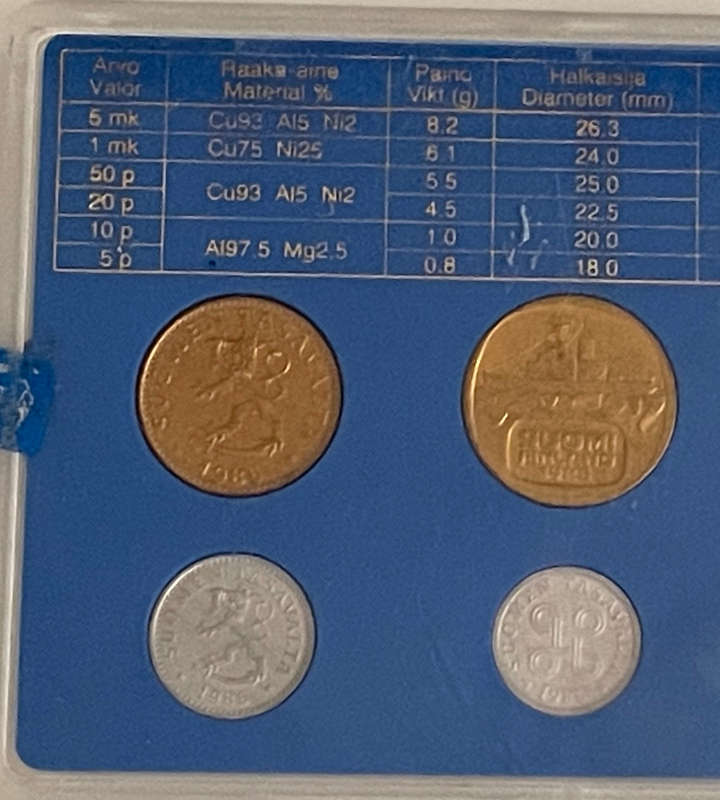 Arvo Raaka-aine Paino Halkaisija
Valör Material % Vikt (g) Diameter (mm)
5 mk Cu93 Al5 Ni2 8.2 26.3
1 mk Cu75 Ni25 6.1 24.0
50 p 5.5 25.0
Cu93 Al5 Ni2
20 p 4.5 22.5
10 p 1.0 20.0
Al97.5 Mg2.5
5 p 0.8 18.0
SUOMEN TASAVALTA
SUOMI
FINLAND
SUOMEN TASAVALTA
SUOMEN TASAVALTA